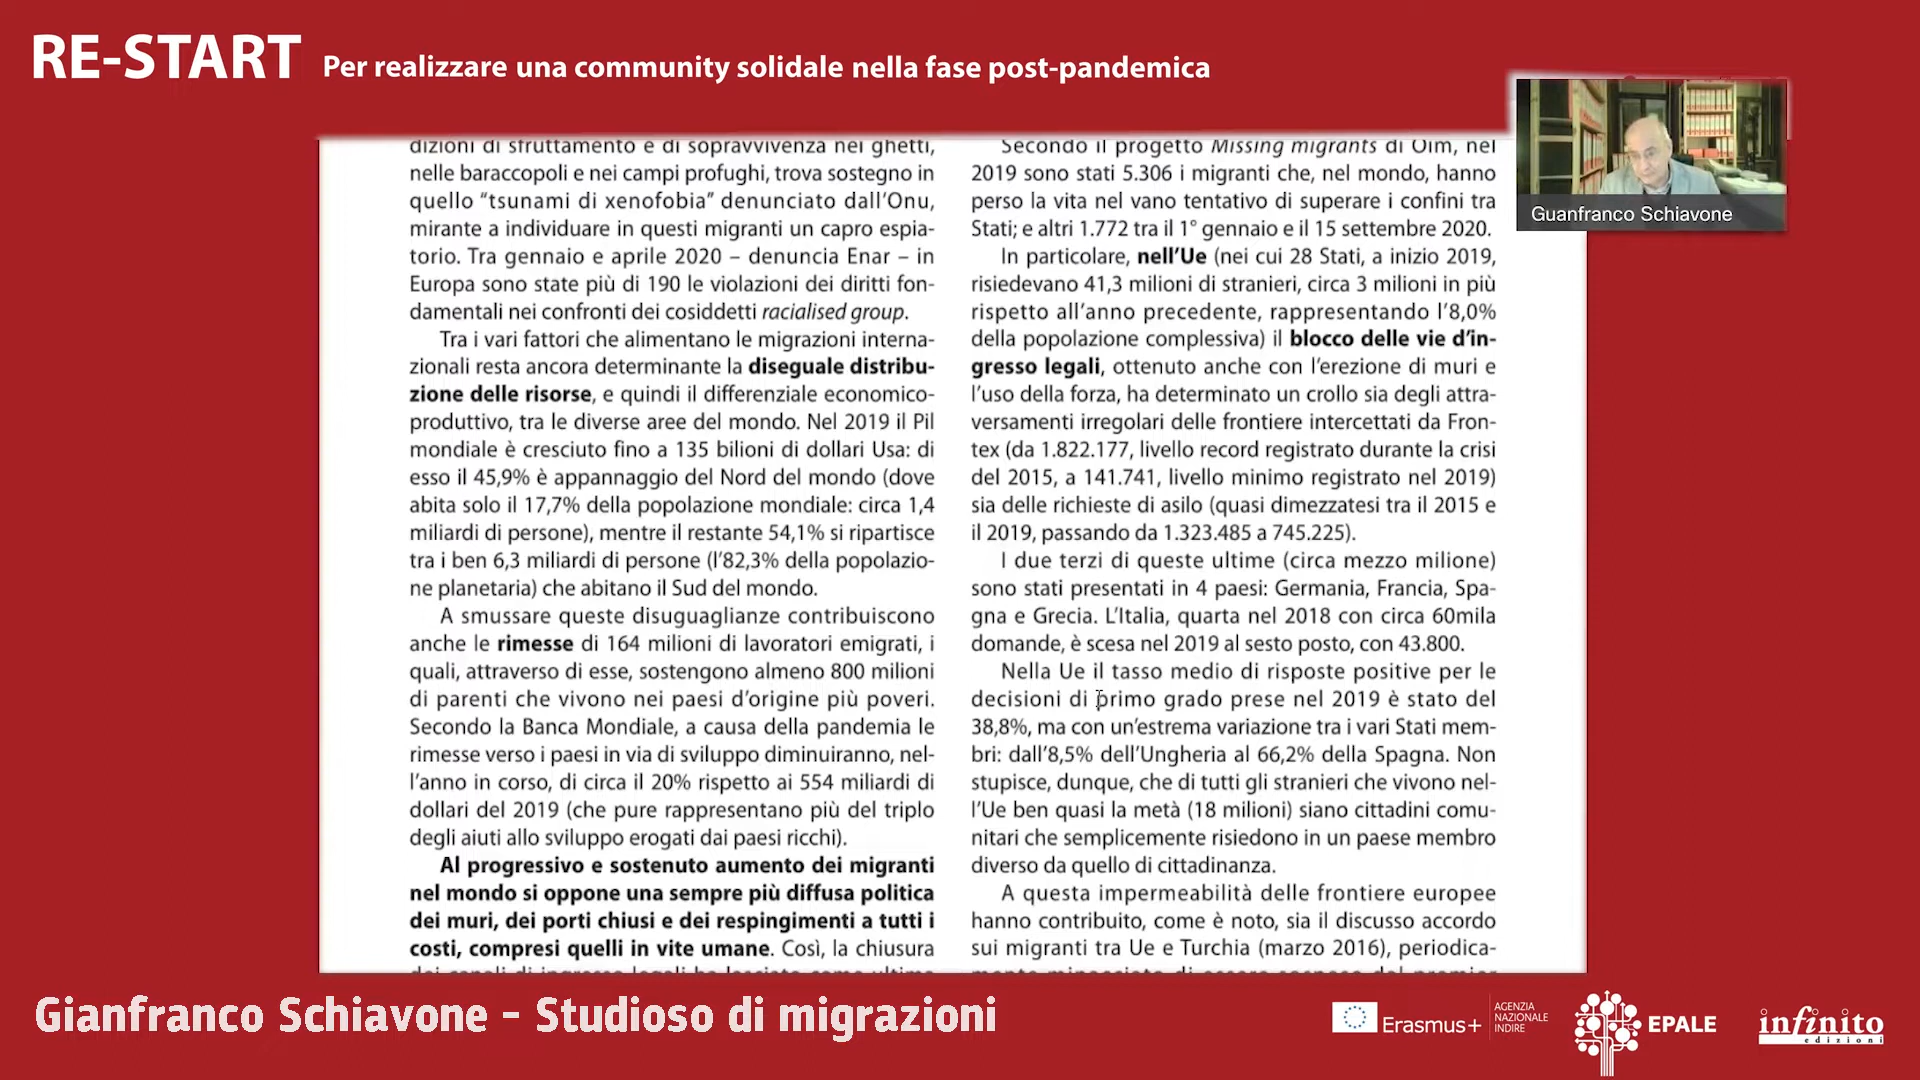 RE-START Per realizzare una community solidale nella fase post-pandemica
Guanfranco Schiavone
dizioni di sfruttamento e di sopravvivenza nei ghetti,
nelle baraccopoli e nei campi profughi, trova sostegno in
quello “tsunami di xenofobia” denunciato dall’Onu,
mirante a individuare in questi migranti un capro espia-
torio. Tra gennaio e aprile 2020 – denuncia Enar – in
Europa sono state più di 190 le violazioni dei diritti fon-
damentali nei confronti dei cosiddetti racialised group.
Tra i vari fattori che alimentano le migrazioni interna-
zionali resta ancora determinante la diseguale distribu-
zione delle risorse, e quindi il differenziale economico-
produttivo, tra le diverse aree del mondo. Nel 2019 il Pil
mondiale è cresciuto fino a 135 bilioni di dollari Usa: di
esso il 45,9% è appannaggio del Nord del mondo (dove
abita solo il 17,7% della popolazione mondiale: circa 1,4
miliardi di persone), mentre il restante 54,1% si ripartisce
tra i ben 6,3 miliardi di persone (l’82,3% della popolazio-
ne planetaria) che abitano il Sud del mondo.
A smussare queste disuguaglianze contribuiscono
anche le rimesse di 164 milioni di lavoratori emigrati, i
quali, attraverso di esse, sostengono almeno 800 milioni
di parenti che vivono nei paesi d’origine più poveri.
Secondo la Banca Mondiale, a causa della pandemia le
rimesse verso i paesi in via di sviluppo diminuiranno, nel-
l’anno in corso, di circa il 20% rispetto ai 554 miliardi di
dollari del 2019 (che pure rappresentano più del triplo
degli aiuti allo sviluppo erogati dai paesi ricchi).
Al progressivo e sostenuto aumento dei migranti
nel mondo si oppone una sempre più diffusa politica
dei muri, dei porti chiusi e dei respingimenti a tutti i
costi, compresi quelli in vite umane. Così, la chiusura
Secondo il progetto Missing migrants di Oim, nel
2019 sono stati 5.306 i migranti che, nel mondo, hanno
perso la vita nel vano tentativo di superare i confini tra
Stati; e altri 1.772 tra il 1° gennaio e il 15 settembre 2020.
In particolare, nell’Ue (nei cui 28 Stati, a inizio 2019,
risiedevano 41,3 milioni di stranieri, circa 3 milioni in più
rispetto all’anno precedente, rappresentando l’8,0%
della popolazione complessiva) il blocco delle vie d’in-
gresso legali, ottenuto anche con l’erezione di muri e
l’uso della forza, ha determinato un crollo sia degli attra-
versamenti irregolari delle frontiere intercettati da Fron-
tex (da 1.822.177, livello record registrato durante la crisi
del 2015, a 141.741, livello minimo registrato nel 2019)
sia delle richieste di asilo (quasi dimezzatesi tra il 2015 e
il 2019, passando da 1.323.485 a 745.225).
I due terzi di queste ultime (circa mezzo milione)
sono stati presentati in 4 paesi: Germania, Francia, Spa-
gna e Grecia. L’Italia, quarta nel 2018 con circa 60mila
domande, è scesa nel 2019 al sesto posto, con 43.800.
Nella Ue il tasso medio di risposte positive per le
decisioni di primo grado prese nel 2019 è stato del
38,8%, ma con un’estrema variazione tra i vari Stati mem-
bri: dall’8,5% dell’Ungheria al 66,2% della Spagna. Non
stupisce, dunque, che di tutti gli stranieri che vivono nel-
l’Ue ben quasi la metà (18 milioni) siano cittadini comu-
nitari che semplicemente risiedono in un paese membro
diverso da quello di cittadinanza.
A questa impermeabilità delle frontiere europee
hanno contribuito, come è noto, sia il discusso accordo
sui migranti tra Ue e Turchia (marzo 2016), periodica-
Gianfranco Schiavone - Studioso di migrazioni
Erasmus+
AGENZIA
NAZIONALE
INDIRE
EPALE
infinito
edizioni